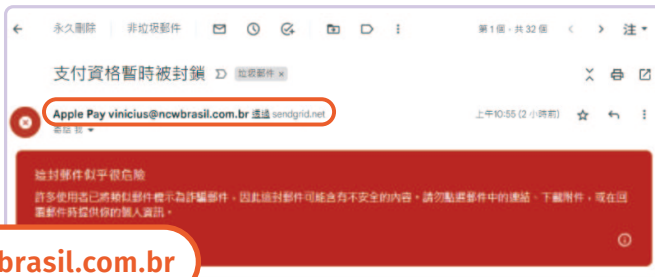 永久刪除 非垃圾郵件 第 1 個，共 32 個 注
支付資格暫時被封鎖 垃圾郵件 ×
Apple Pay vinicius@ncwbrasil.com.br 透過 sendgrid.net 上午10:55 (2 小時前)
寄給 我
這封郵件似乎很危險
許多使用者已將類似郵件標示為詐騙郵件，因此這封郵件可能含有不安全的內容。請勿點選郵件中的連結、下載附件，或在回
覆郵件時提供你的個人資訊。
brasil.com.br